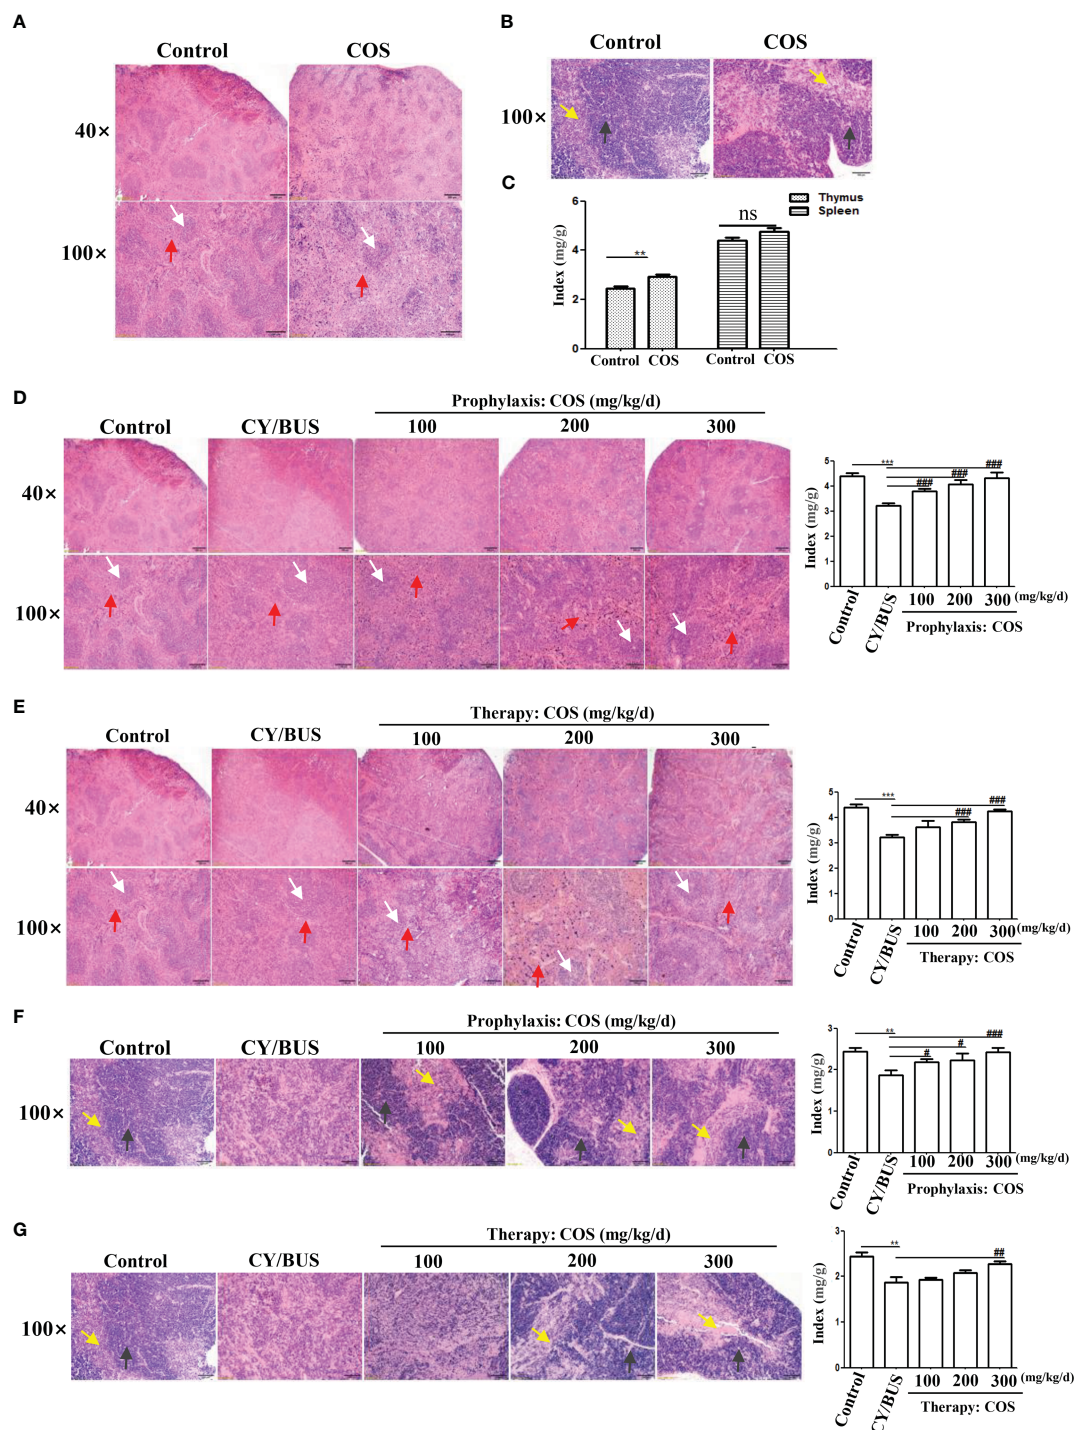 A
Control COS
40×
100×
B
Control COS
100×
C
Thymus
Spleen
Index (mg/g)
6
4
2
0
**
ns
Control COS Control COS
D
Prophylaxis: COS (mg/kg/d)
Control CY/BUS 100 200 300
40×
100×
Index (mg/g)
5
4
3
2
1
0
***
###
###
###
Control CY/BUS 100 200 300 (mg/kg/d)
Prophylaxis: COS
E
Therapy: COS (mg/kg/d)
Control CY/BUS 100 200 300
40×
100×
Index (mg/g)
5
4
3
2
1
0
***
###
###
Control CY/BUS 100 200 300 (mg/kg/d)
Therapy: COS
F
Prophylaxis: COS (mg/kg/d)
Control CY/BUS 100 200 300
100×
Index (mg/g)
3
2
1
0
**
#
#
###
Control CY/BUS 100 200 300 (mg/kg/d)
Prophylaxis: COS
G
Therapy: COS (mg/kg/d)
Control CY/BUS 100 200 300
100×
Index (mg/g)
3
2
1
0
**
##
Control CY/BUS 100 200 300 (mg/kg/d)
Therapy: COS